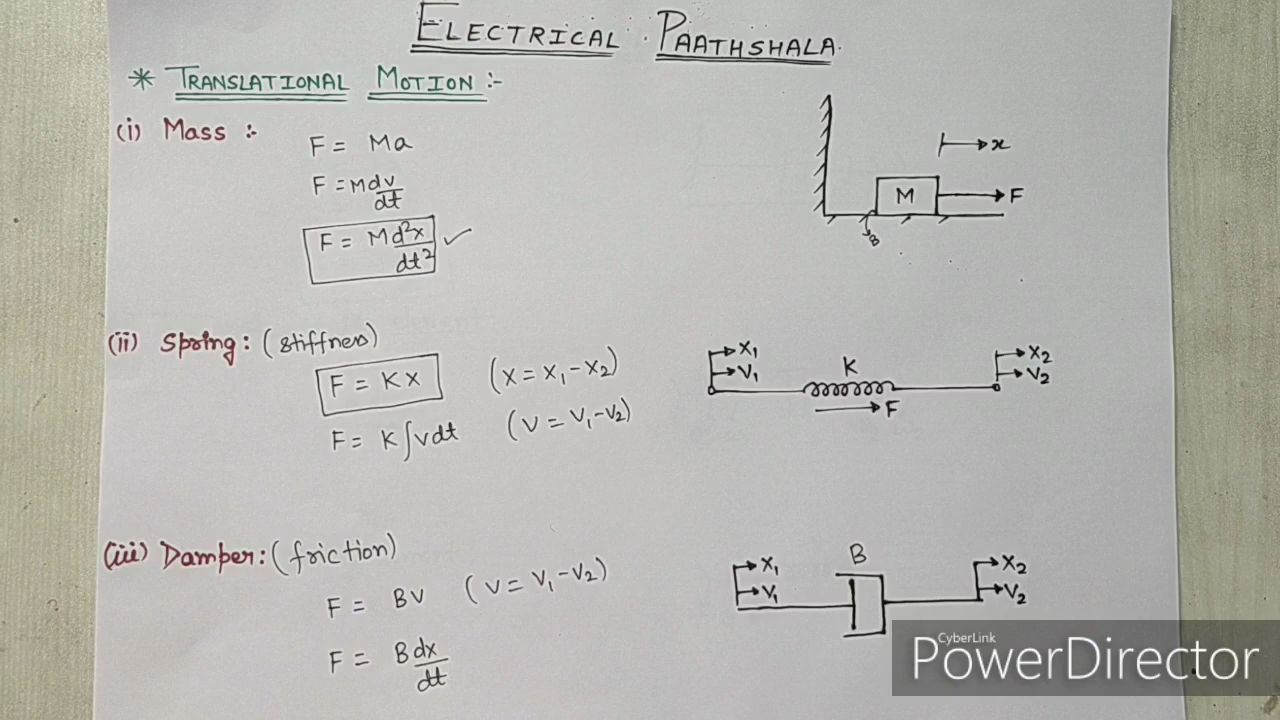 ELECTRICAL PAATHSHALA.
* TRANSLATIONAL MOTION :-
(i) Mass :-
F = Ma
F = M dv/dt
F = M d²x/dt² ✓
x
M
F
B
(ii) Spring: (stiffness)
F = Kx (x = x₁-x₂)
F = K∫vdt (v = v₁-v₂)
x₁
v₁
K
F
x₂
v₂
(iii) Damper: (friction)
F = Bv (v = v₁-v₂)
F = B dx/dt
x₁
v₁
B
x₂
v₂
CyberLink
PowerDirector